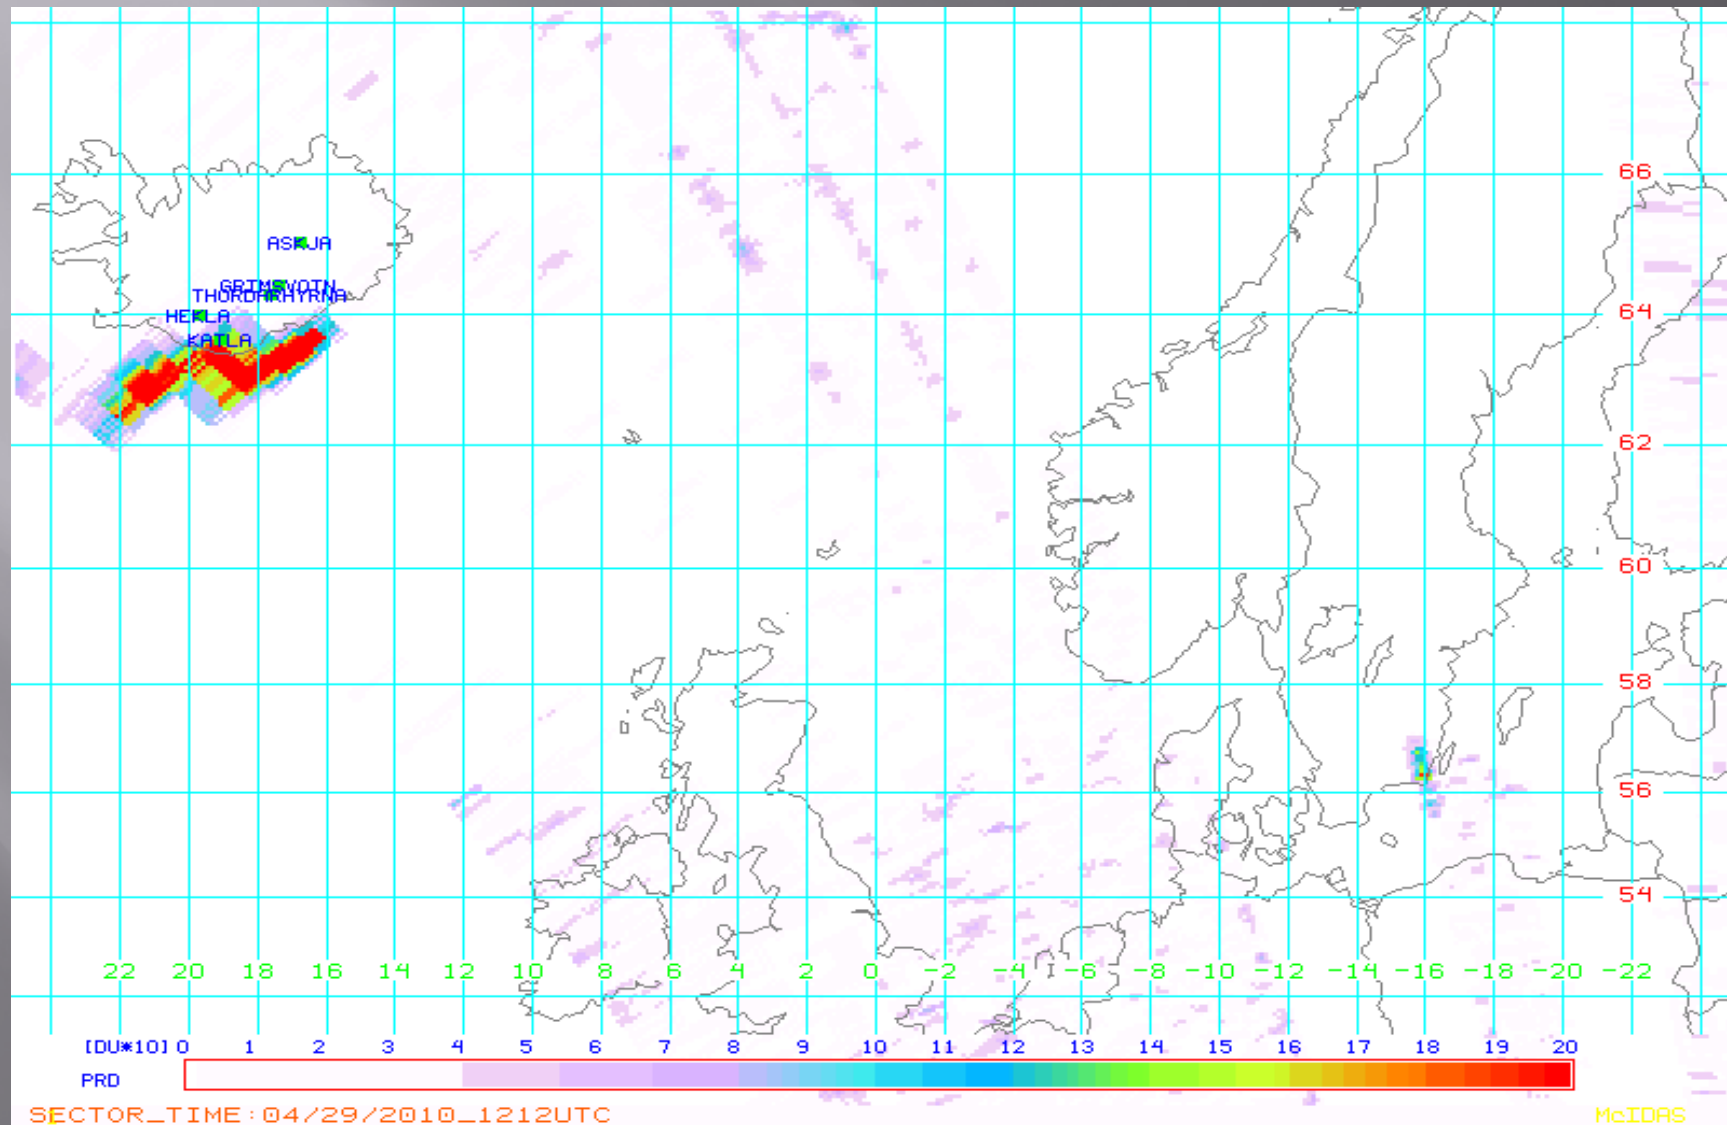 66
ASKJA
GRIMSVOTN
THORDARHYRNA
64
HEKLA
KATLA
62
60
58
56
54
22 20 18 16 14 12 10 8 6 4 2 0 -2 -4 -6 -8 -10 -12 -14 -16 -18 -20 -22
[DU*10] 0 1 2 3 4 5 6 7 8 9 10 11 12 13 14 15 16 17 18 19 20
PRD
SECTOR_TIME:04/29/2010_1212UTC
McIDAS